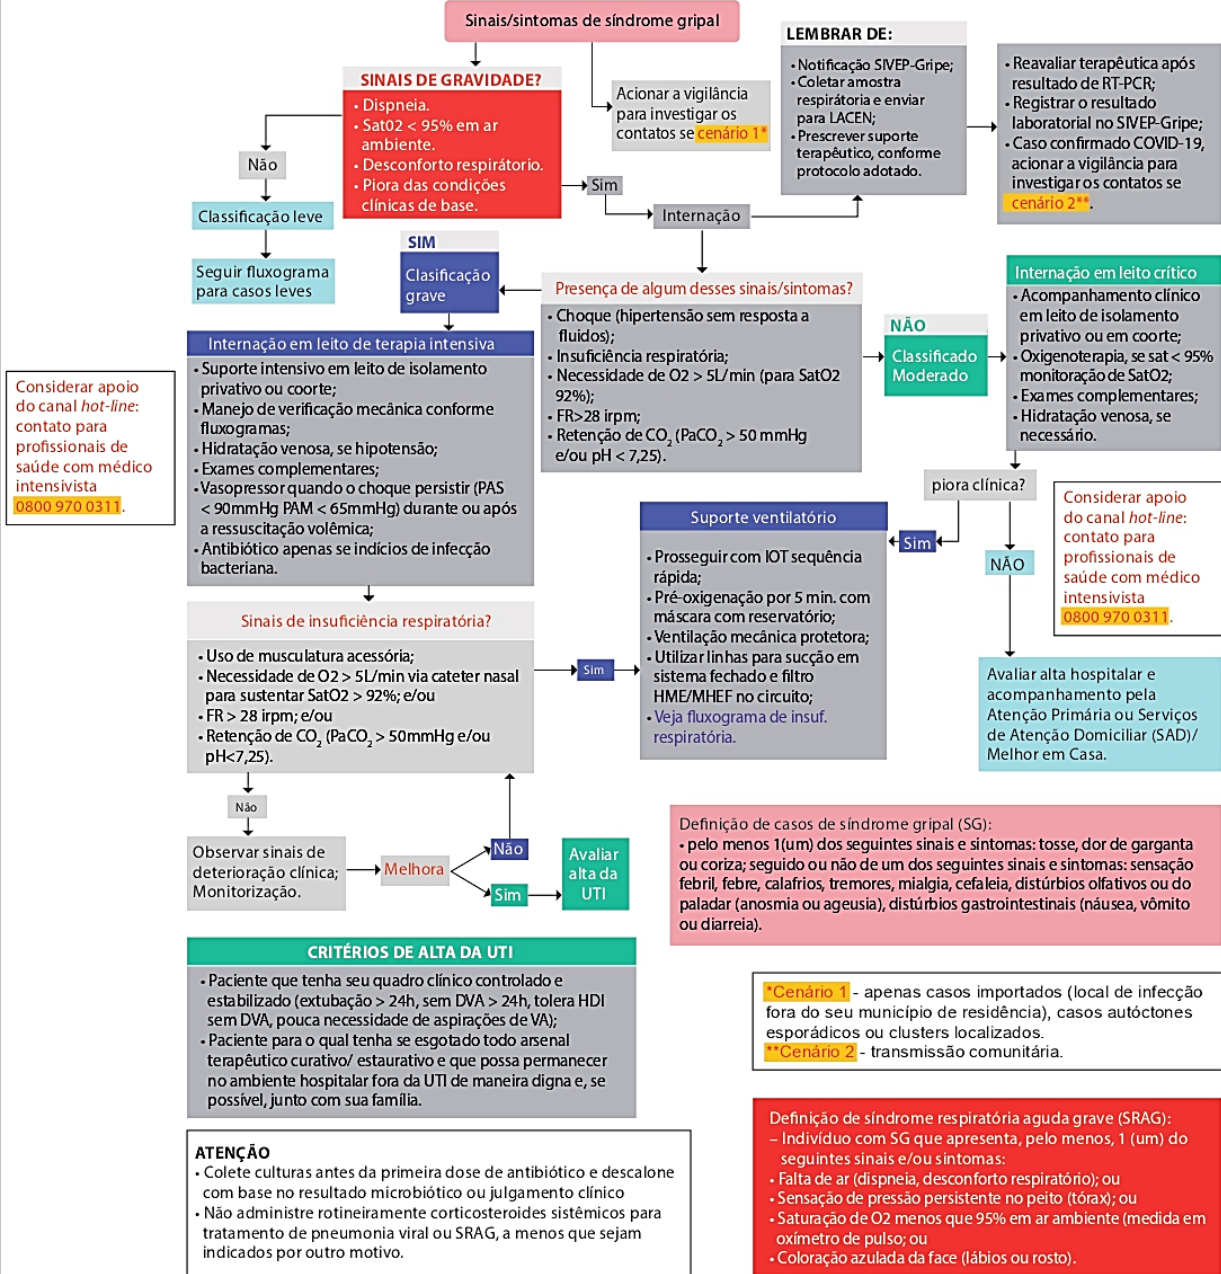 Sinais/sintomas de síndrome gripal
SINAIS DE GRAVIDADE?
• Dispneia.
• Sat02 < 95% em ar
ambiente.
• Desconforto respirátorio.
• Piora das condições
clínicas de base.
Acionar a vigilância
para investigar os
contatos se cenário 1*
LEMBRAR DE:
• Notificação SIVEP-Gripe;
• Coletar amostra
respirátoria e enviar
para LACEN;
• Prescrever suporte
terapêutico, conforme
protocolo adotado.
• Reavaliar terapêutica após
resultado de RT-PCR;
• Registrar o resultado
laboratorial no SIVEP-Gripe;
• Caso confirmado COVID-19,
acionar a vigilância para
investigar os contatos se
cenário 2**.
Não
Classificação leve
Seguir fluxograma
para casos leves
Sim
Internação
SIM
Clasificação
grave
Presença de algum desses sinais/sintomas?
• Choque (hipertensão sem resposta a
fluidos);
• Insuficiência respiratória;
• Necessidade de O2 > 5L/min (para SatO2
92%);
• FR>28 irpm;
• Retenção de CO2 (PaCO2 > 50 mmHg
e/ou pH < 7,25).
NÃO
Classificado
Moderado
Internação em leito crítico
• Acompanhamento clínico
em leito de isolamento
privativo ou em coorte;
• Oxigenoterapia, se sat < 95%
monitoração de SatO2;
• Exames complementares;
• Hidratação venosa, se
necessário.
Internação em leito de terapia intensiva
• Suporte intensivo em leito de isolamento
privativo ou coorte;
• Manejo de verificação mecânica conforme
fluxogramas;
• Hidratação venosa, se hipotensão;
• Exames complementares;
• Vasopressor quando o choque persistir (PAS
< 90mmHg PAM < 65mmHg) durante ou após
a ressuscitação volêmica;
• Antibiótico apenas se indícios de infecção
bacteriana.
Considerar apoio
do canal hot-line:
contato para
profissionais de
saúde com médico
intensivista
0800 970 0311.
piora clínica?
Sim
NÃO
Considerar apoio
do canal hot-line:
contato para
profissionais de
saúde com médico
intensivista
0800 970 0311.
Suporte ventilatório
• Prosseguir com IOT sequência
rápida;
• Pré-oxigenação por 5 min. com
máscara com reservatório;
• Ventilação mecânica protetora;
• Utilizar linhas para sucção em
sistema fechado e filtro
HME/MHEF no circuito;
• Veja fluxograma de insuf.
respiratória.
Avaliar alta hospitalar e
acompanhamento pela
Atenção Primária ou Serviços
de Atenção Domiciliar (SAD)/
Melhor em Casa.
Sinais de insuficiência respiratória?
• Uso de musculatura acessória;
• Necessidade de O2 > 5L/min via cateter nasal
para sustentar SatO2 > 92%; e/ou
• FR > 28 irpm; e/ou
• Retenção de CO2 (PaCO2 > 50mmHg e/ou
pH<7,25).
Sim
Não
Observar sinais de
deterioração clínica;
Monitorização.
Melhora
Não
Sim
Avaliar
alta da
UTI
Definição de casos de síndrome gripal (SG):
• pelo menos 1(um) dos seguintes sinais e sintomas: tosse, dor de garganta
ou coriza; seguido ou não de um dos seguintes sinais e sintomas: sensação
febril, febre, calafrios, tremores, mialgia, cefaleia, distúrbios olfativos ou do
paladar (anosmia ou ageusia), distúrbios gastrointestinais (náusea, vômito
ou diarreia).
CRITÉRIOS DE ALTA DA UTI
• Paciente que tenha seu quadro clínico controlado e
estabilizado (extubação > 24h, sem DVA > 24h, tolera HDI
sem DVA, pouca necessidade de aspirações de VA);
• Paciente para o qual tenha se esgotado todo arsenal
terapêutico curativo/ estaurativo e que possa permanecer
no ambiente hospitalar fora da UTI de maneira digna e, se
possível, junto com sua família.
*Cenário 1 - apenas casos importados (local de infecção
fora do seu município de residência), casos autóctones
esporádicos ou clusters localizados.
**Cenário 2 - transmissão comunitária.
ATENÇÃO
• Colete culturas antes da primeira dose de antibiótico e descalone
com base no resultado microbiótico ou julgamento clínico
• Não administre rotineiramente corticosteroides sistêmicos para
tratamento de pneumonia viral ou SRAG, a menos que sejam
indicados por outro motivo.
Definição de síndrome respiratória aguda grave (SRAG):
– Indivíduo com SG que apresenta, pelo menos, 1 (um) do
seguintes sinais e/ou sintomas:
• Falta de ar (dispneia, desconforto respiratório); ou
• Sensação de pressão persistente no peito (tórax); ou
• Saturação de O2 menos que 95% em ar ambiente (medida em
oxímetro de pulso; ou
• Coloração azulada da face (lábios ou rosto).